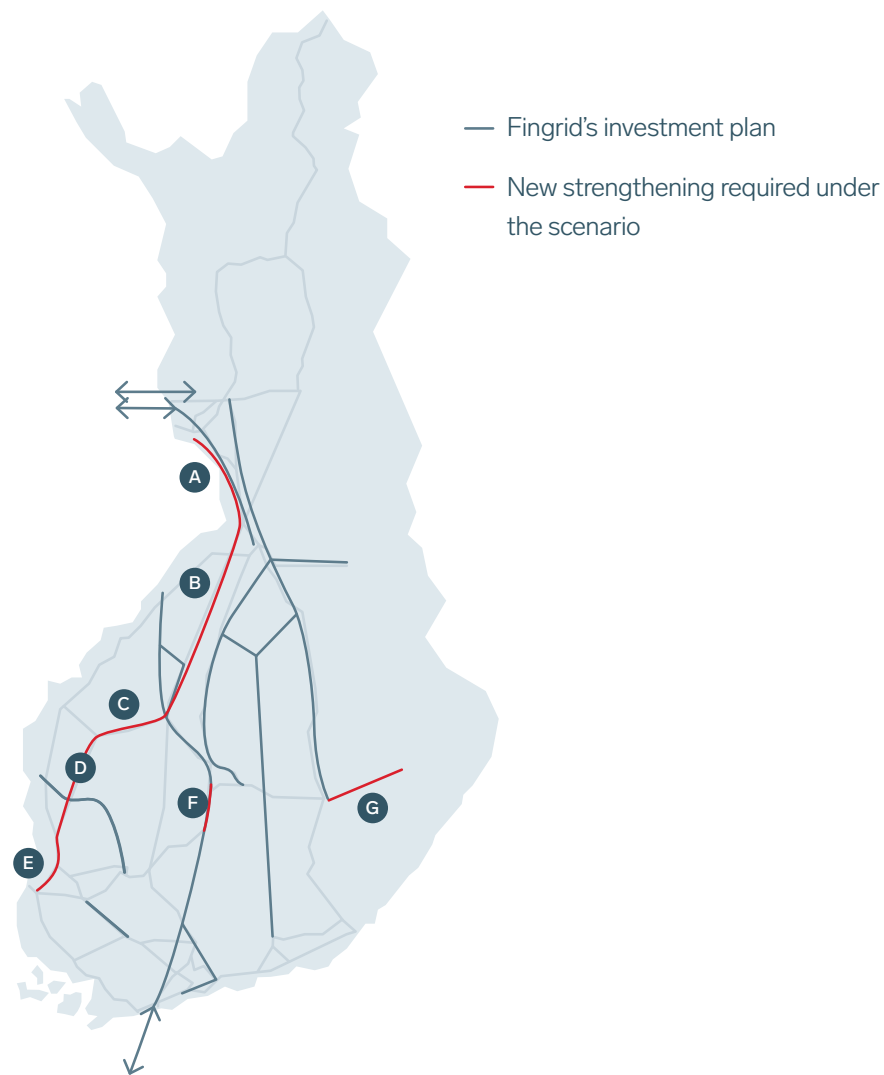 Fingrid’s investment plan
New strengthening required under
the scenario
A
B
C
D
F
G
E